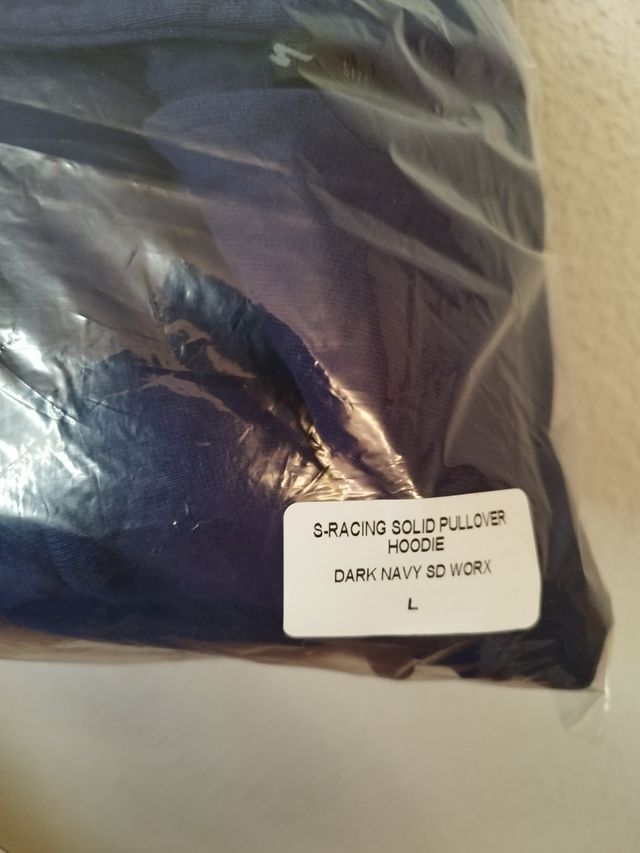 S-RACING SOLID PULLOVER
HOODIE
DARK NAVY SD WORX
L